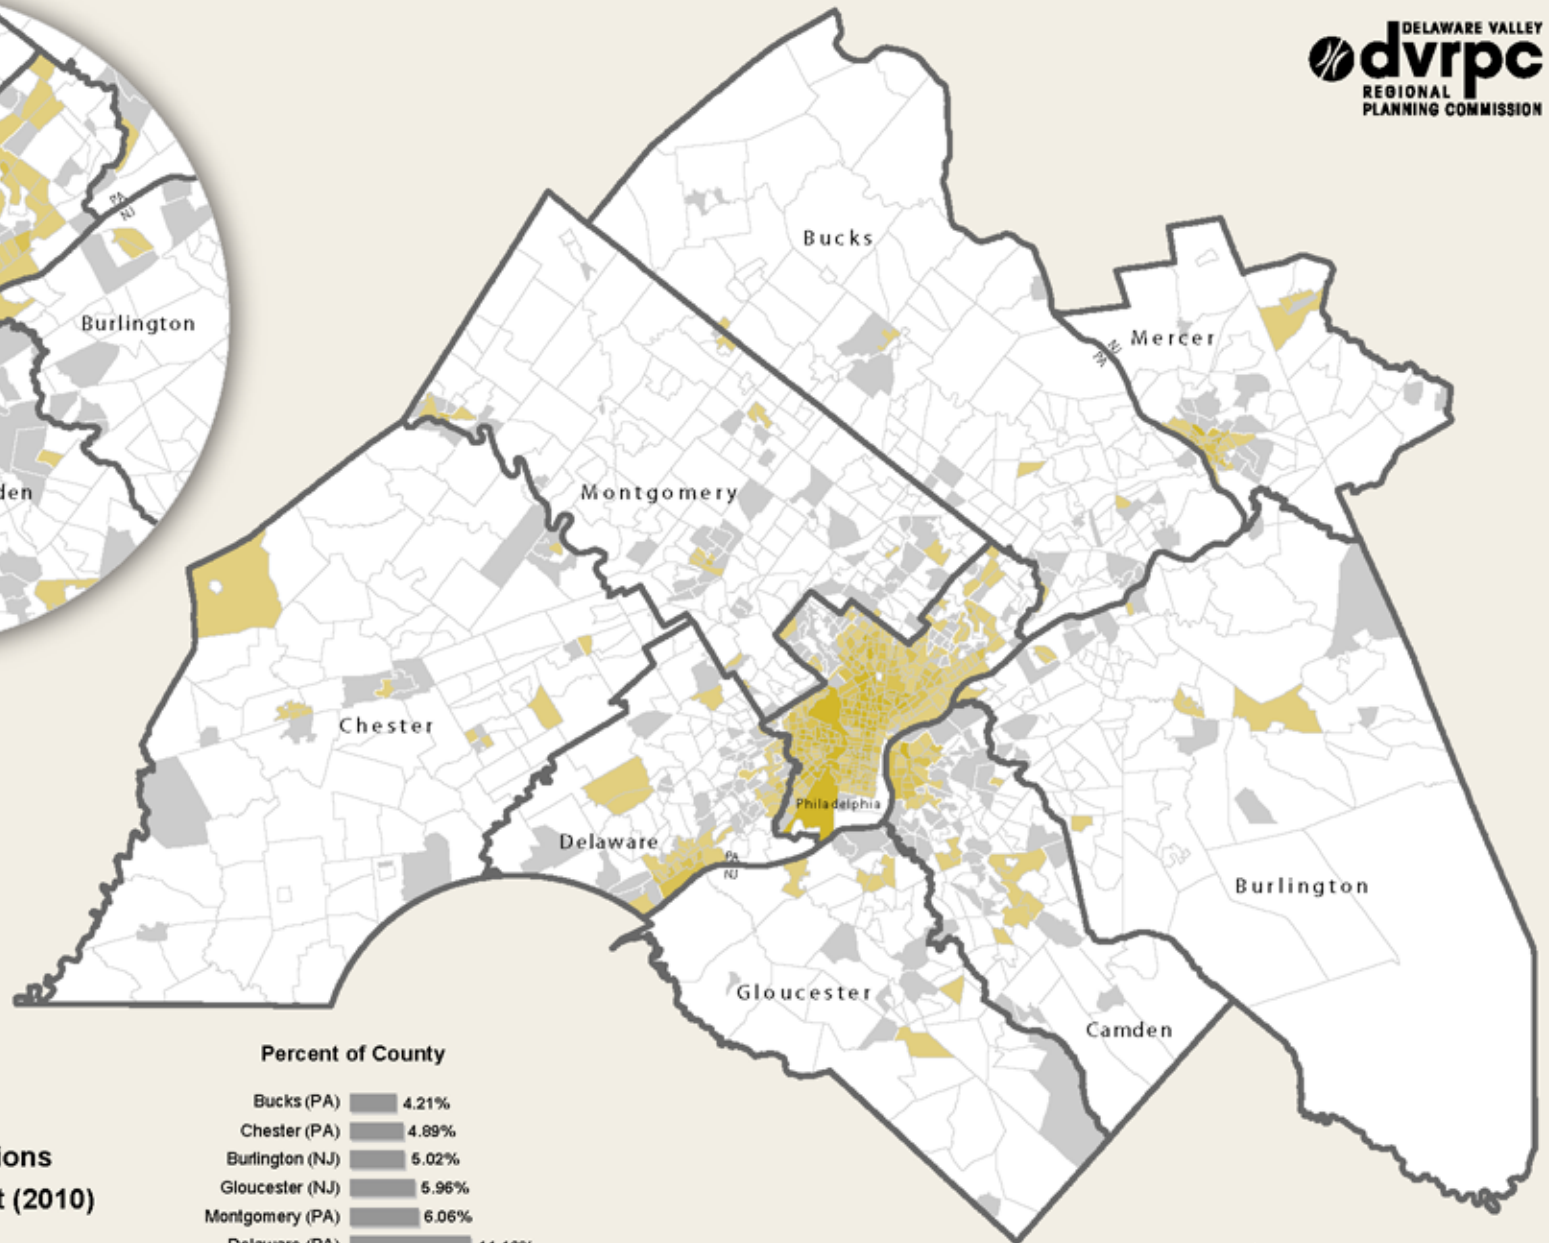 DELAWARE VALLEY
dvrpc
REGIONAL
PLANNING COMMISSION
PA
NJ
Burlington
Bucks
Mercer
NJ
PA
Montgomery
Chester
Philadelphia
Delaware
PA
NJ
Burlington
Gloucester
Camden
Percent of County
Bucks (PA) 4.21%
Chester (PA) 4.89%
Burlington (NJ) 5.02%
Gloucester (NJ) 5.96%
Montgomery (PA) 6.06%
Delaware (PA)
(2010)